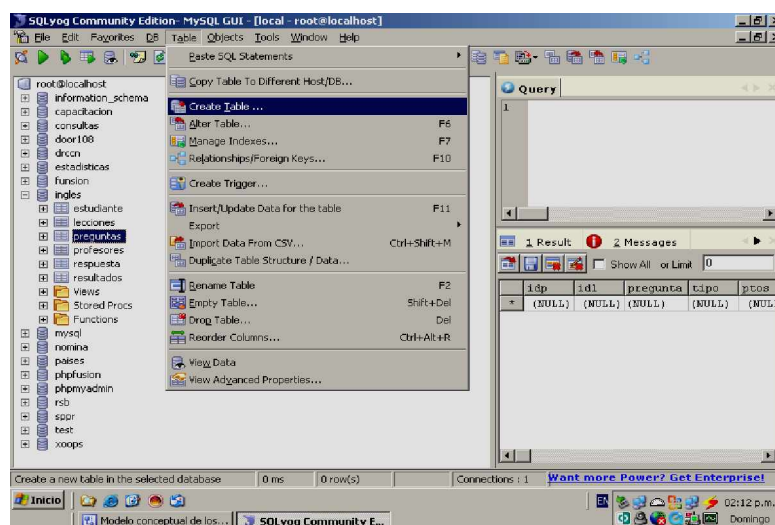 SQLyog Community Edition- MySQL GUI - [local - root@localhost]
File Edit Favorites DB Table Objects Tools Window Help
Paste SQL Statements
Copy Table To Different Host/DB...
Create Table ...
Alter Table... F6
Manage Indexes... F7
Relationships/Foreign Keys... F10
Create Trigger...
Insert/Update Data for the table F11
Export
Import Data From CSV... Ctrl+Shift+M
Duplicate Table Structure / Data...
Rename Table F2
Empty Table... Shift+Del
Drop Table... Del
Reorder Columns... Ctrl+Alt+R
View Data
View Advanced Properties...
root@localhost
information_schema
capacitacion
consultas
door108
drccn
estadisticas
funsion
ingles
estudiante
lecciones
preguntas
profesores
respuesta
resultados
Views
Stored Procs
Functions
mysql
nomina
paises
phpfusion
phpmyadmin
rsb
sppr
test
xoops
Query
1
1 Result 2 Messages
Show All or Limit 0
idp idl pregunta tipo ptos
* (NULL) (NULL) (NULL) (NULL) (NUL
Create a new table in the selected database 0 ms 0 row(s) Connections : 1 Want more Power? Get Enterprise!
Inicio EN 02:12 p.m.
Modelo conceptual de los... SQLyog Community E... Domingo